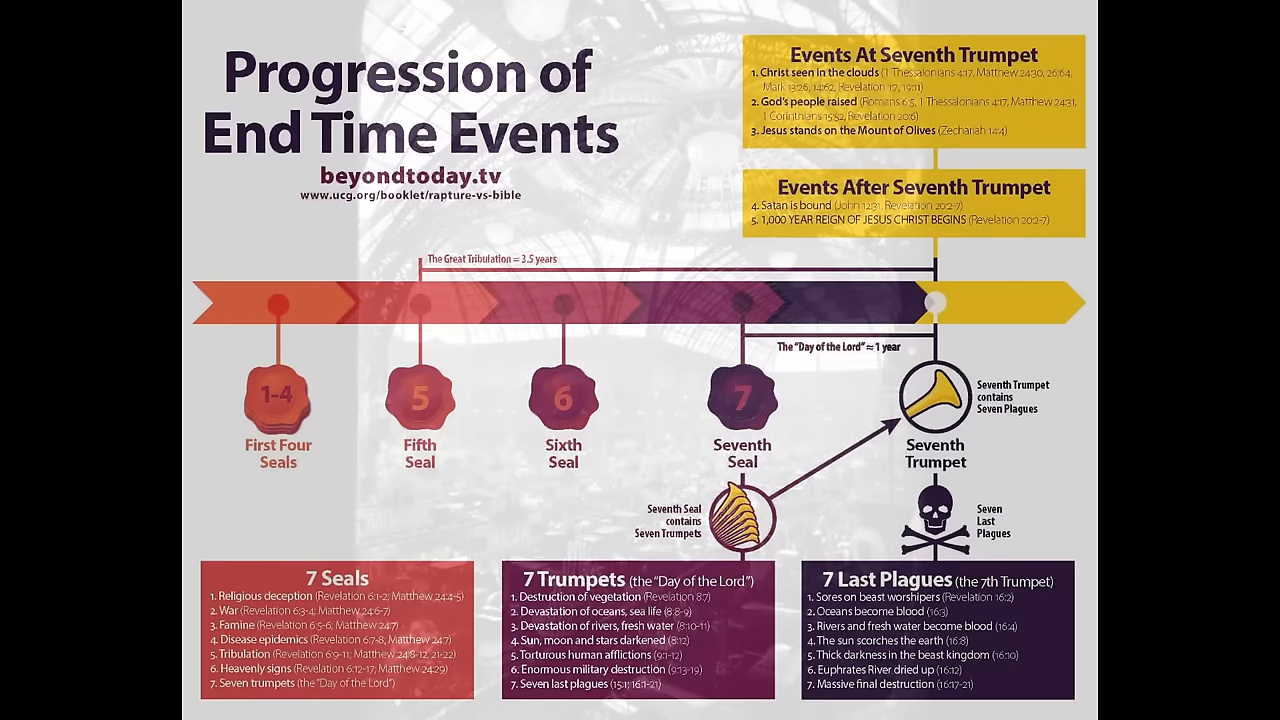 Progression of
End Time Events
beyondtoday.tv
www.ucg.org/booklet/rapture-vs-bible
Events At Seventh Trumpet
1. Christ seen in the clouds (1 Thessalonians 4:17, Matthew 24:30, 26:64,
Mark 13:26, 14:62, Revelation 1:7, 19:11)
2. God's people raised (Romans 6:5, 1 Thessalonians 4:17, Matthew 24:31,
1 Corinthians 15:52, Revelation 20:6)
3. Jesus stands on the Mount of Olives (Zechariah 14:4)
Events After Seventh Trumpet
4. Satan is bound (John 12:31, Revelation 20:2-7)
5. 1,000 YEAR REIGN OF JESUS CHRIST BEGINS (Revelation 20:2-7)
The Great Tribulation = 3.5 years
The "Day of the Lord" ≈ 1 year
1-4
5
6
7
First Four
Seals
Fifth
Seal
Sixth
Seal
Seventh
Seal
Seventh
Trumpet
Seventh Trumpet
contains
Seven Plagues
Seventh Seal
contains
Seven Trumpets
Seven
Last
Plagues
7 Seals
1. Religious deception (Revelation 6:1-2; Matthew 24:4-5)
2. War (Revelation 6:3-4; Matthew 24:6-7)
3. Famine (Revelation 6:5-6; Matthew 24:7)
4. Disease epidemics (Revelation 6:7-8; Matthew 24:7)
5. Tribulation (Revelation 6:9-11; Matthew 24:8-12, 21-22)
6. Heavenly signs (Revelation 6:12-17; Matthew 24:29)
7. Seven trumpets (the "Day of the Lord")
7 Trumpets (the "Day of the Lord")
1. Destruction of vegetation (Revelation 8:7)
2. Devastation of oceans, sea life (8:8-9)
3. Devastation of rivers, fresh water (8:10-11)
4. Sun, moon and stars darkened (8:12)
5. Torturous human afflictions (9:1-12)
6. Enormous military destruction (9:13-19)
7. Seven last plagues (15:1; 16:1-21)
7 Last Plagues (the 7th Trumpet)
1. Sores on beast worshipers (Revelation 16:2)
2. Oceans become blood (16:3)
3. Rivers and fresh water become blood (16:4)
4. The sun scorches the earth (16:8)
5. Thick darkness in the beast kingdom (16:10)
6. Euphrates River dried up (16:12)
7. Massive final destruction (16:17-21)